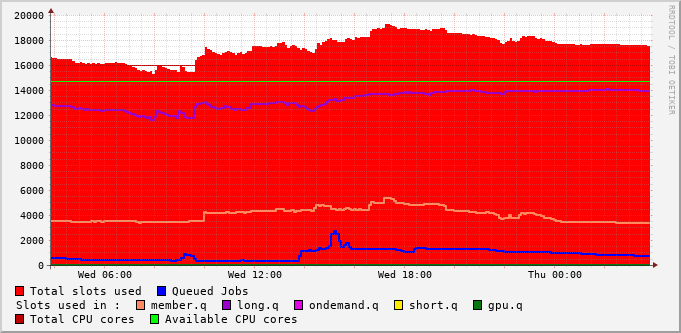 20000
18000
16000
14000
12000
10000
8000
6000
4000
2000
0
Wed 06:00 Wed 12:00 Wed 18:00 Thu 00:00
RRDTOOL / TOBI OETIKER
Total slots used Queued Jobs
Slots used in : member.q long.q ondemand.q short.q gpu.q
Total CPU cores Available CPU cores